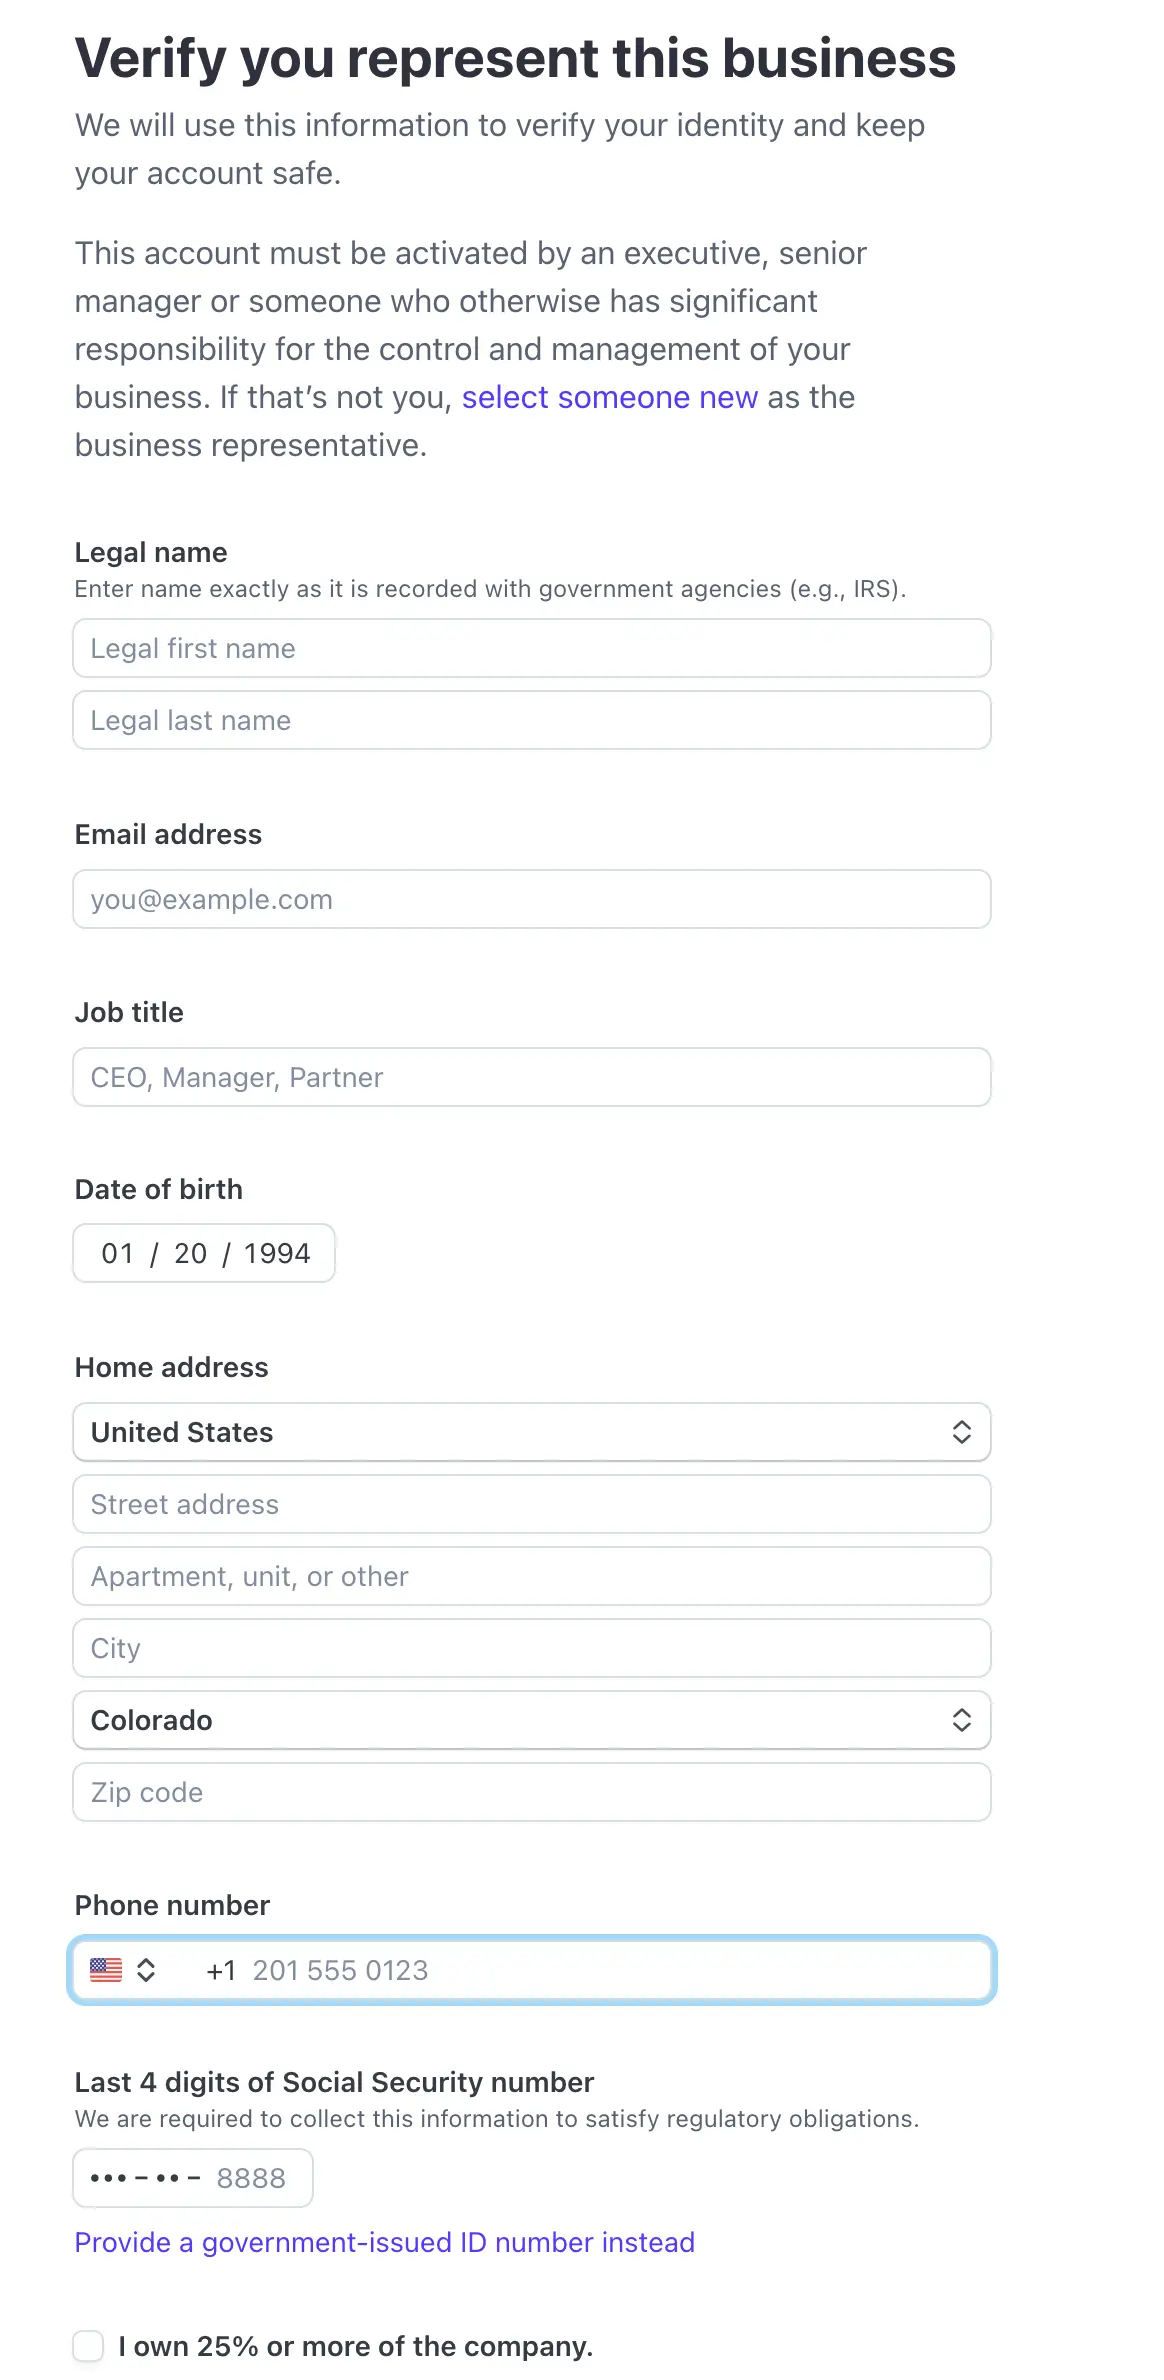 Verify you represent this business
We will use this information to verify your identity and keep
your account safe.
This account must be activated by an executive, senior
manager or someone who otherwise has significant
responsibility for the control and management of your
business. If that’s not you, select someone new as the
business representative.
Legal name
Enter name exactly as it is recorded with government agencies (e.g., IRS).
Legal first name
Legal last name
Email address
you@example.com
Job title
CEO, Manager, Partner
Date of birth
01 / 20 / 1994
Home address
United States
Street address
Apartment, unit, or other
City
Colorado
Zip code
Phone number
+1 201 555 0123
Last 4 digits of Social Security number
We are required to collect this information to satisfy regulatory obligations.
••• – •• – 8888
Provide a government-issued ID number instead
I own 25% or more of the company.